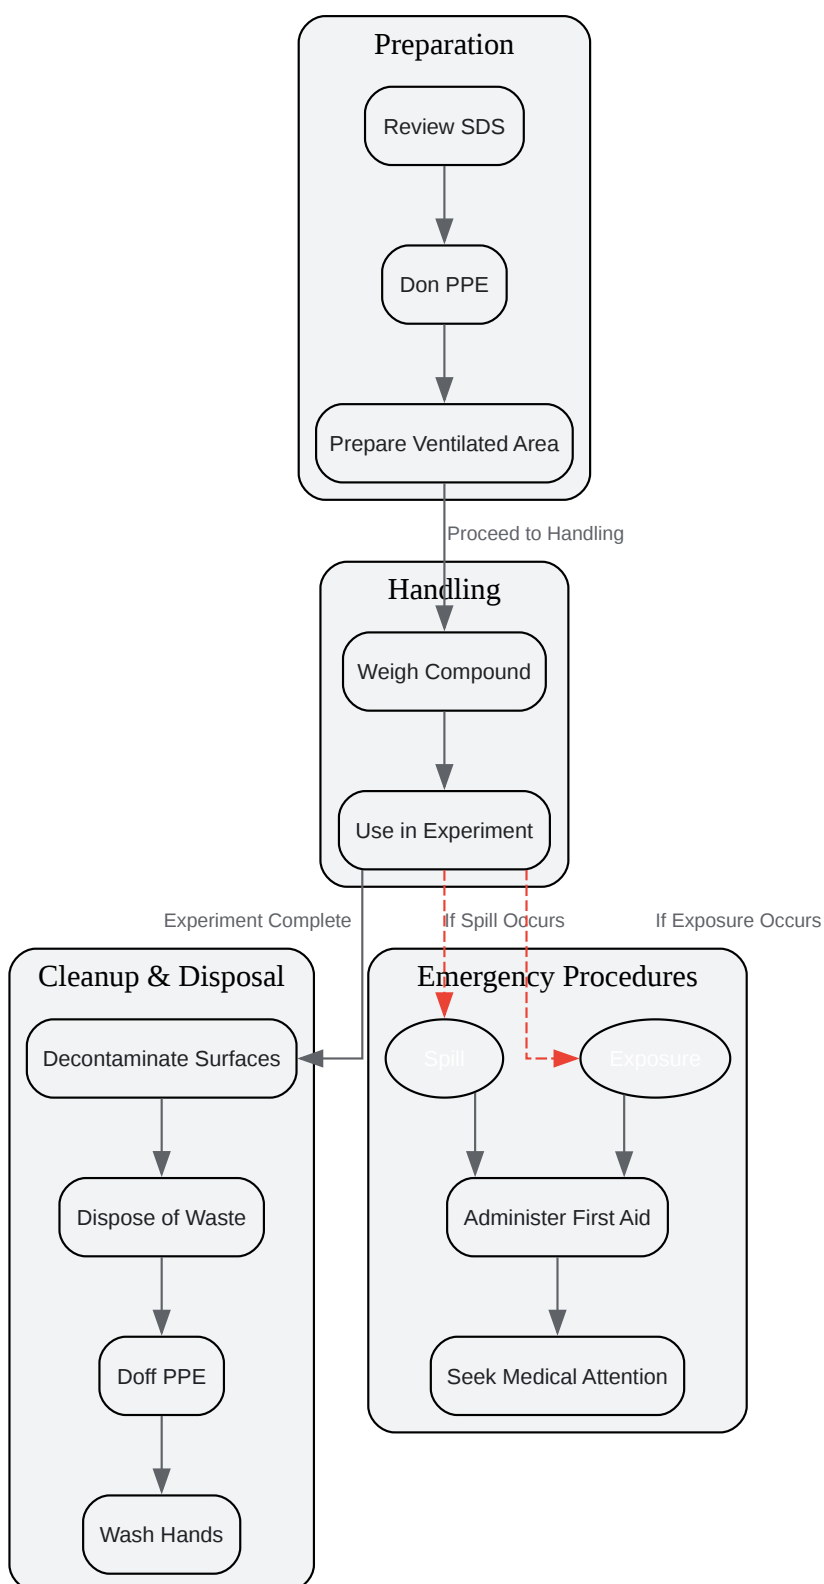 Preparation
Review SDS
Don PPE
Prepare Ventilated Area
Proceed to Handling
Handling
Weigh Compound
Use in Experiment
Experiment Complete
If Spill Occurs
If Exposure Occurs
Cleanup & Disposal
Decontaminate Surfaces
Dispose of Waste
Doff PPE
Wash Hands
Emergency Procedures
Spill
Exposure
Administer First Aid
Seek Medical Attention